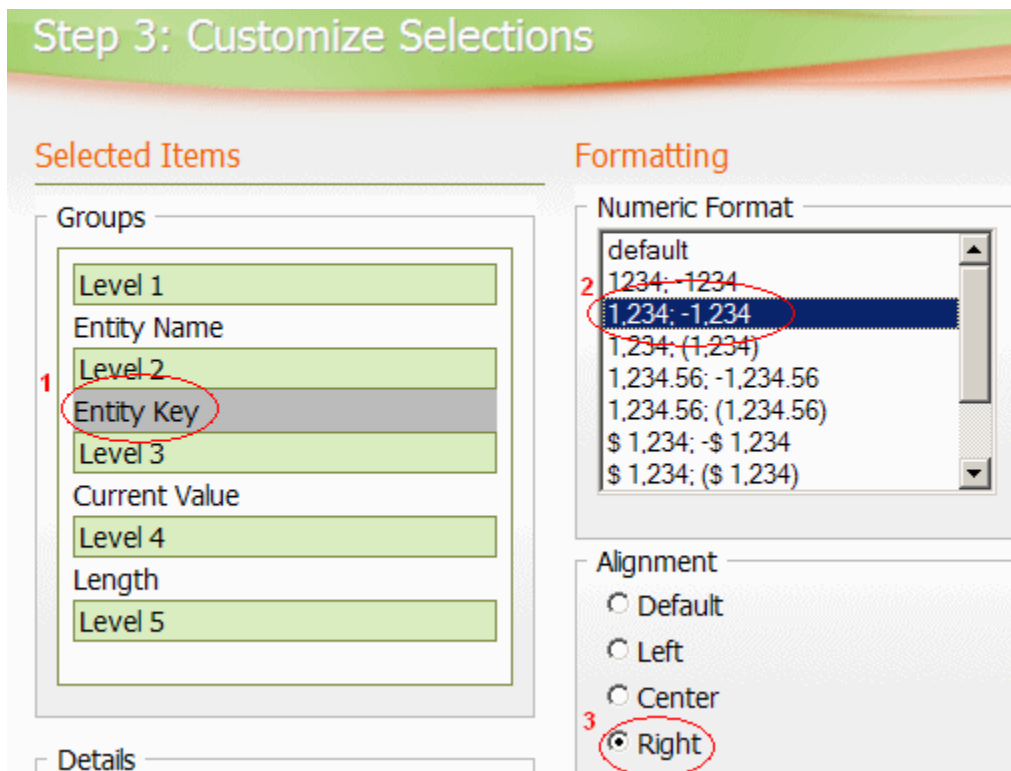 Step 3: Customize Selections
Selected Items
Groups
Level 1
Entity Name
Level 2
1
Entity Key
Level 3
Current Value
Level 4
Length
Level 5
Details
Formatting
Numeric Format
default
2
1234; -1234
1,234; -1,234
1,234; (1,234)
1,234.56; -1,234.56
1,234.56; (1,234.56)
$ 1,234; -$ 1,234
$ 1,234; ($ 1,234)
Alignment
Default
Left
Center
3
Right